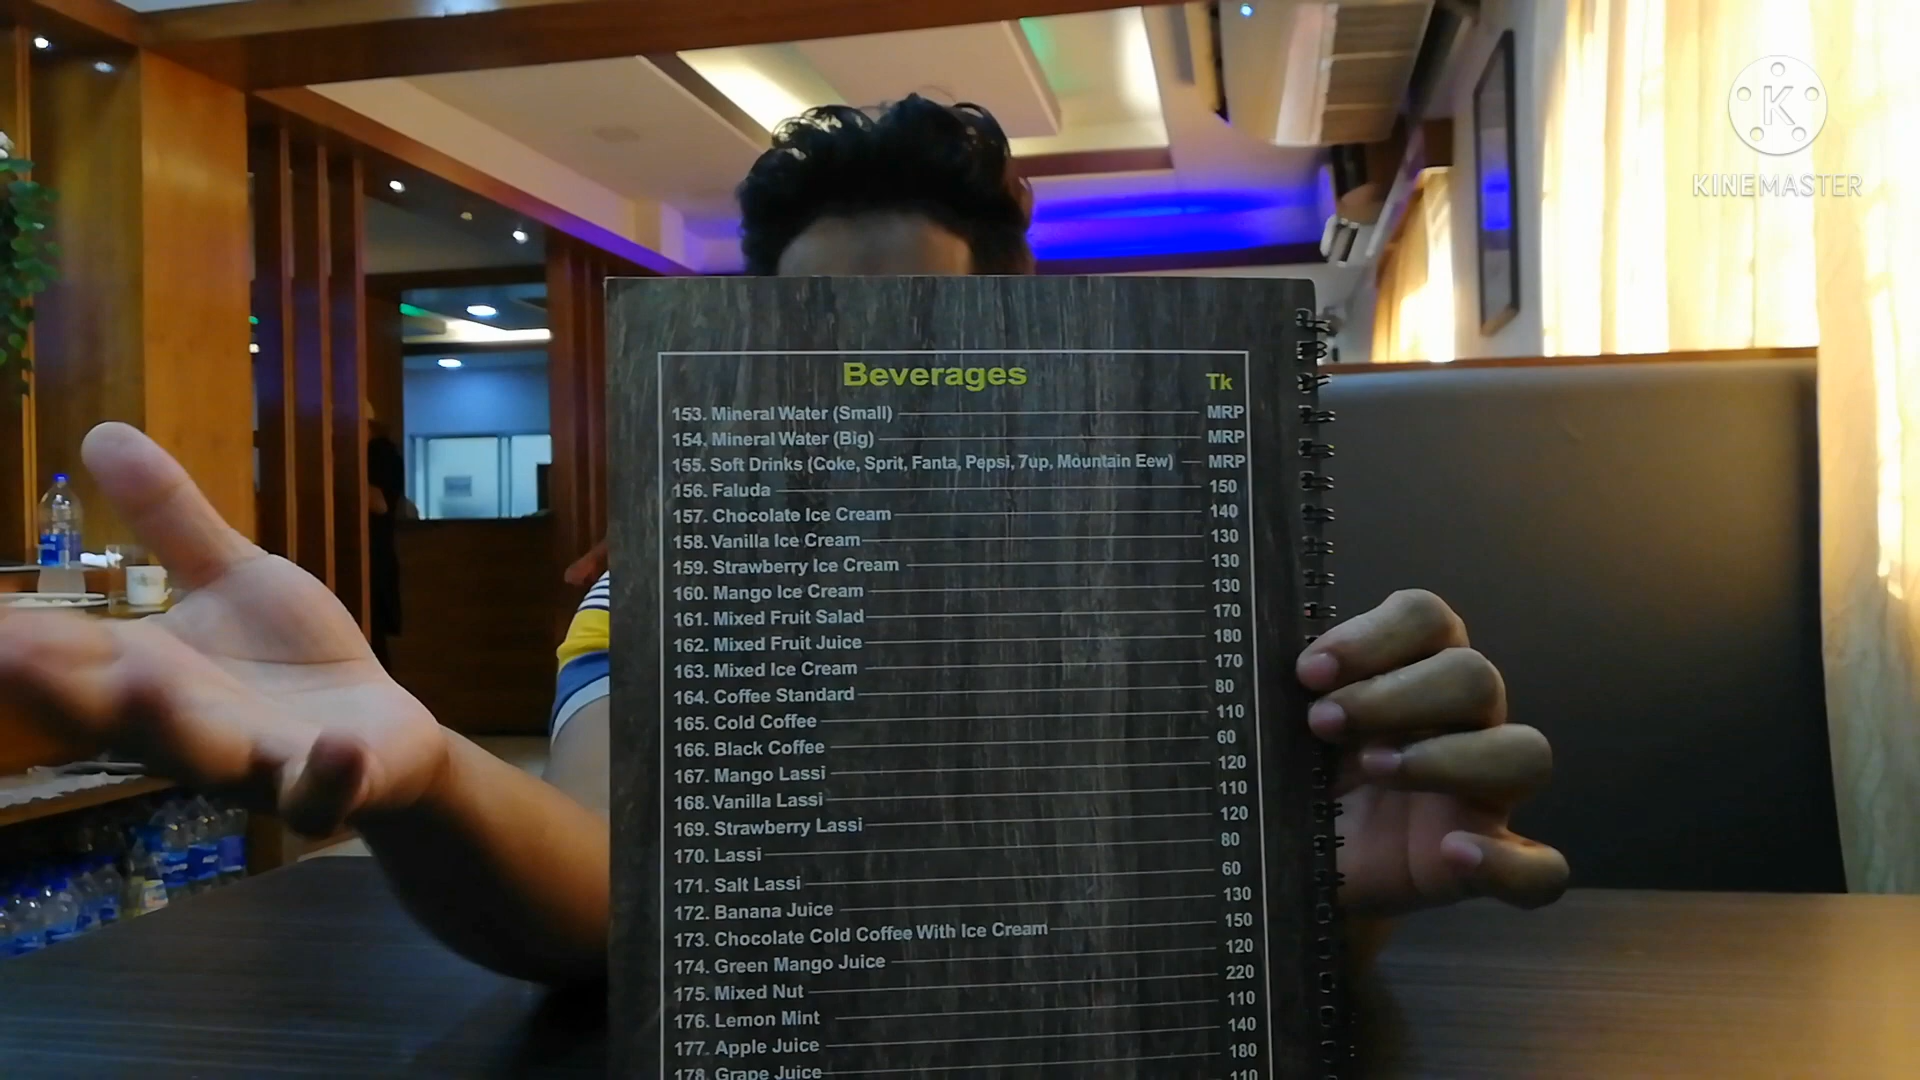 KINEMASTER
Beverages Tk
153. Mineral Water (Small) MRP
154. Mineral Water (Big) MRP
155. Soft Drinks (Coke, Sprit, Fanta, Pepsi, 7up, Mountain Eew) MRP
156. Faluda 150
157. Chocolate Ice Cream 140
158. Vanilla Ice Cream 130
159. Strawberry Ice Cream 130
160. Mango Ice Cream 130
161. Mixed Fruit Salad 170
162. Mixed Fruit Juice 180
163. Mixed Ice Cream 170
164. Coffee Standard 80
165. Cold Coffee 110
166. Black Coffee 60
167. Mango Lassi 120
168. Vanilla Lassi 110
169. Strawberry Lassi 120
170. Lassi 80
171. Salt Lassi 60
172. Banana Juice 130
173. Chocolate Cold Coffee With Ice Cream 150
174. Green Mango Juice 120
175. Mixed Nut 220
176. Lemon Mint 110
177. Apple Juice 140
178. Grape Juice 180
110